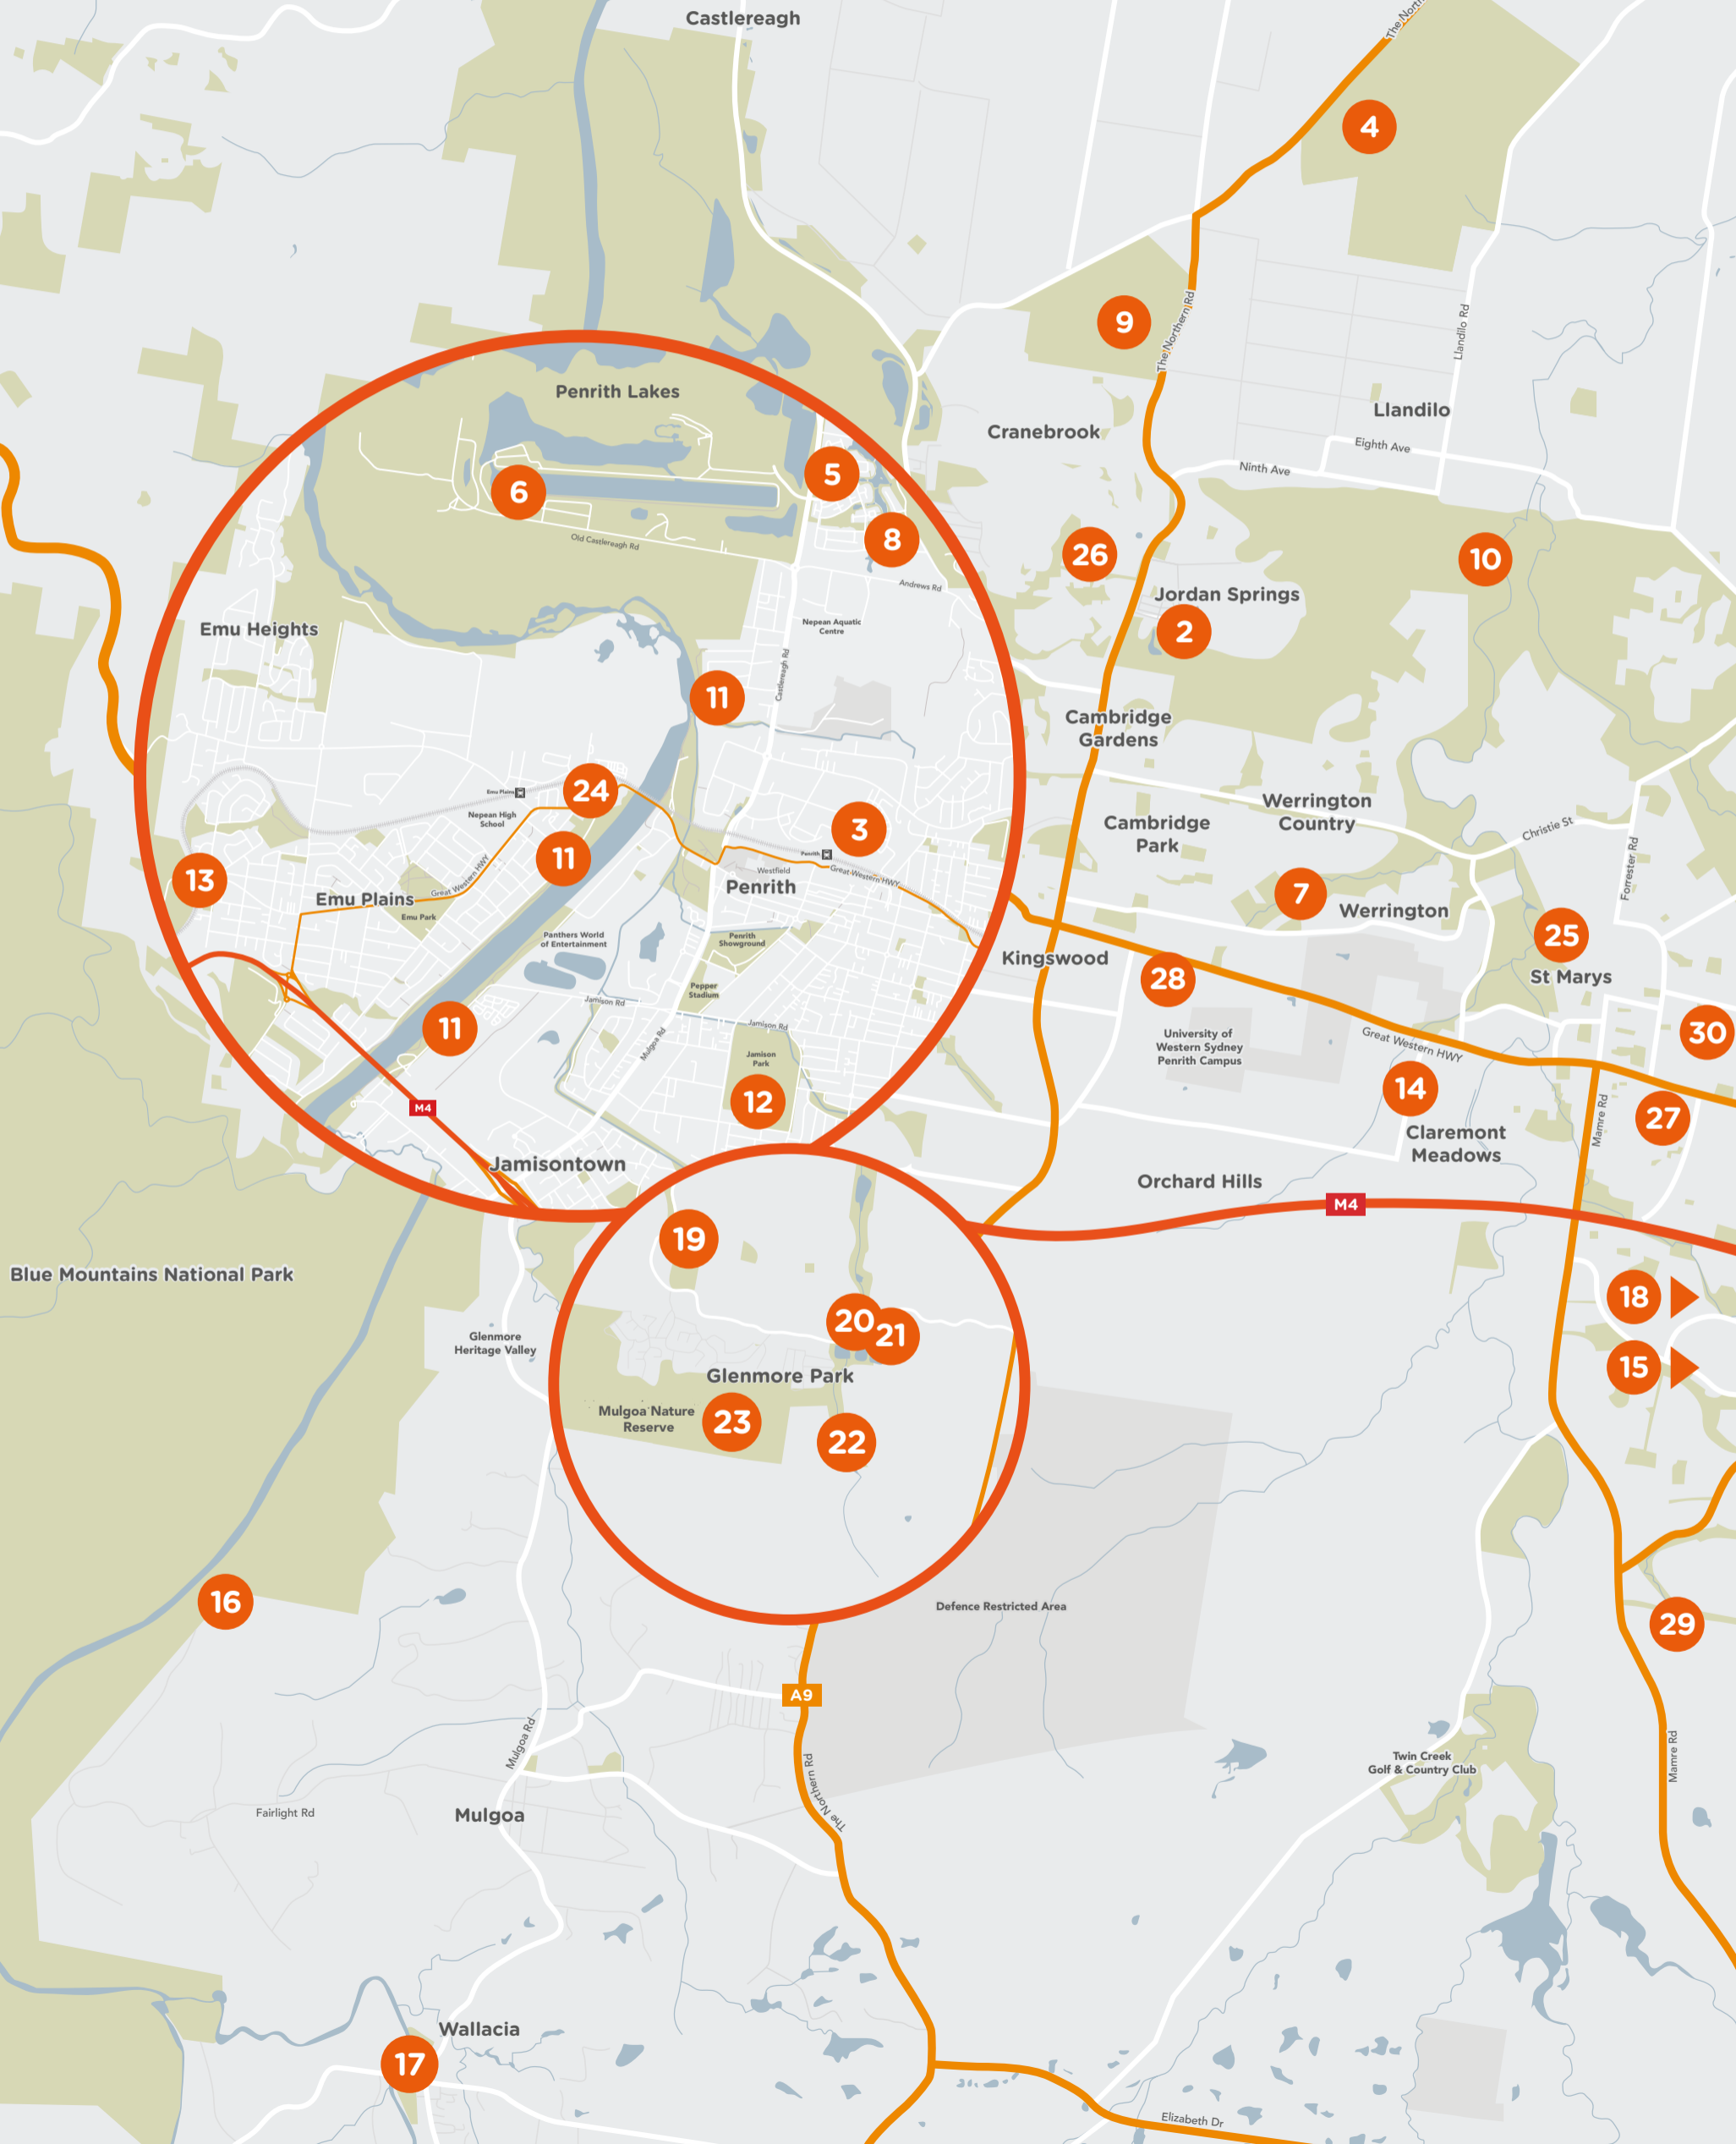 Castlereagh
The North
4
9
The Northern Rd
Llandilo Rd
Penrith Lakes
Llandilo
Cranebrook
Eighth Ave
Ninth Ave
5
6
8
Old Castlereagh Rd
26
10
Andrews Rd
Jordan Springs
2
Emu Heights
Nepean Aquatic
Centre
Castlereagh Rd
11
Cambridge
Gardens
Emu Plains
24
Nepean High
School
Werrington
Country
3
Cambridge
Park
Christie St
Penrith
11
Westfield
Great Western HWY
Forrester Rd
13
Great Western HWY
Penrith
Emu Plains
Emu Park
7
Werrington
25
Panthers World
of Entertainment
Penrith
Showground
Kingswood
28
St Marys
Pepper
Stadium
Jamison Rd
Jamison Rd
11
Mulgoa Rd
30
University of
Western Sydney
Penrith Campus
Great Western HWY
Jamison
Park
12
14
M4
Mamre Rd
27
Claremont
Meadows
Jamisontown
Orchard Hills
M4
19
Blue Mountains National Park
18
20
21
Glenmore
Heritage Valley
15
Glenmore Park
Mulgoa Nature
Reserve
23
22
16
Defence Restricted Area
29
A9
Mulgoa Rd
The Northern Rd
Twin Creek
Golf & Country Club
Mamre Rd
Fairlight Rd
Mulgoa
Wallacia
17
Elizabeth Dr